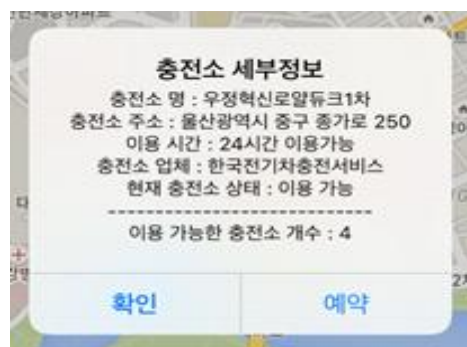 충전소 세부정보
충전소 명 : 우정혁신로얄듀크1차
충전소 주소 : 울산광역시 중구 종가로 250
이용 시간 : 24시간 이용가능
충전소 업체 : 한국전기차충전서비스
현재 충전소 상태 : 이용 가능
------------------------------
이용 가능한 충전소 개수 : 4
확인
예약